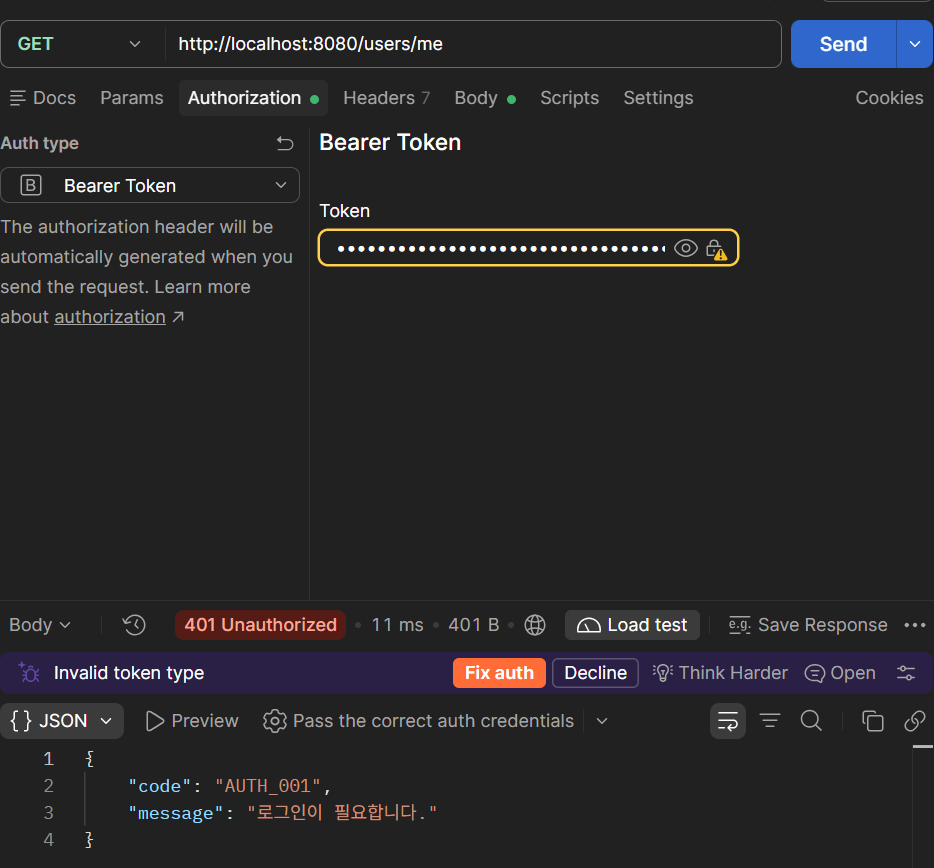 GET http://localhost:8080/users/me Send
Docs Params Authorization Headers 7 Body Scripts Settings Cookies
Auth type
Bearer Token
B Bearer Token
The authorization header will be
automatically generated when you
send the request. Learn more
about authorization ↗
Token
••••••••••••••••••••••••••••••••
Body 401 Unauthorized • 11 ms • 401 B • Load test e.g. Save Response •••
Invalid token type Fix auth Decline Think Harder Open
{} JSON Preview Pass the correct auth credentials
1 {
2 "code": "AUTH_001",
3 "message": "로그인이 필요합니다."
4 }